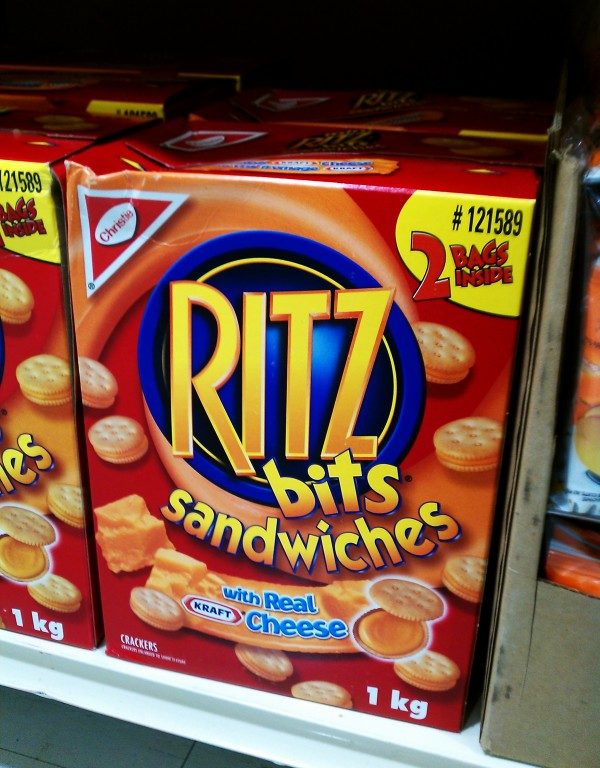 Christie
# 121589
2 BAGS
INSIDE
RITZ
bits
sandwiches
with Real
KRAFT Cheese
CRACKERS
1 kg
121589
BAGS
INSIDE
1 kg